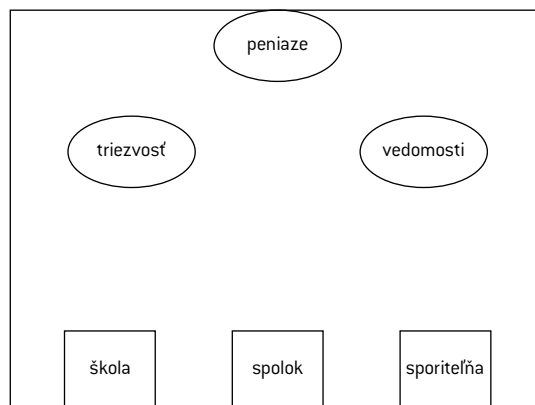 peniaze
triezvosť
vedomosti
škola
spolok
sporiteľňa